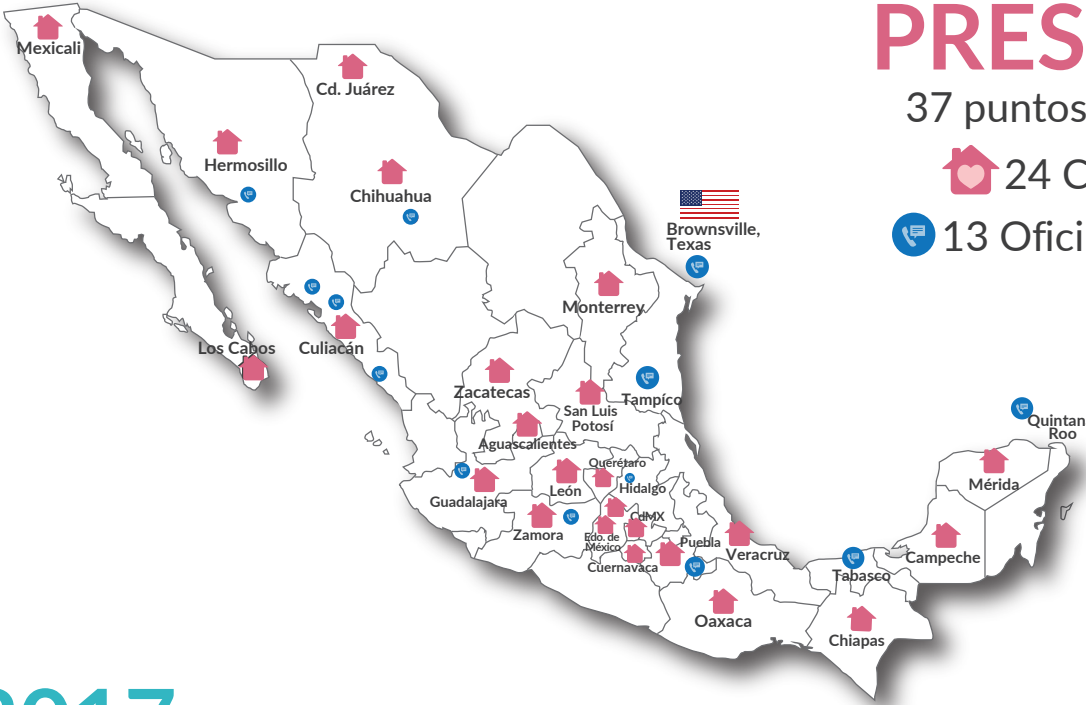 PRES
37 puntos
24 C
13 Ofici
Mexicali
Cd. Juárez
Hermosillo
Chihuahua
Brownsville,
Texas
Monterrey
Los Cabos
Culiacán
Zacatecas
San Luis
Potosí
Tampíco
Aguascalientes
Quintan
Roo
Querétaro
Mérida
Guadalajara
León
Hidalgo
Zamora
CdMX
Edo. de
México
Puebla
Veracruz
Cuernavaca
Campeche
Tabasco
Oaxaca
Chiapas
2017